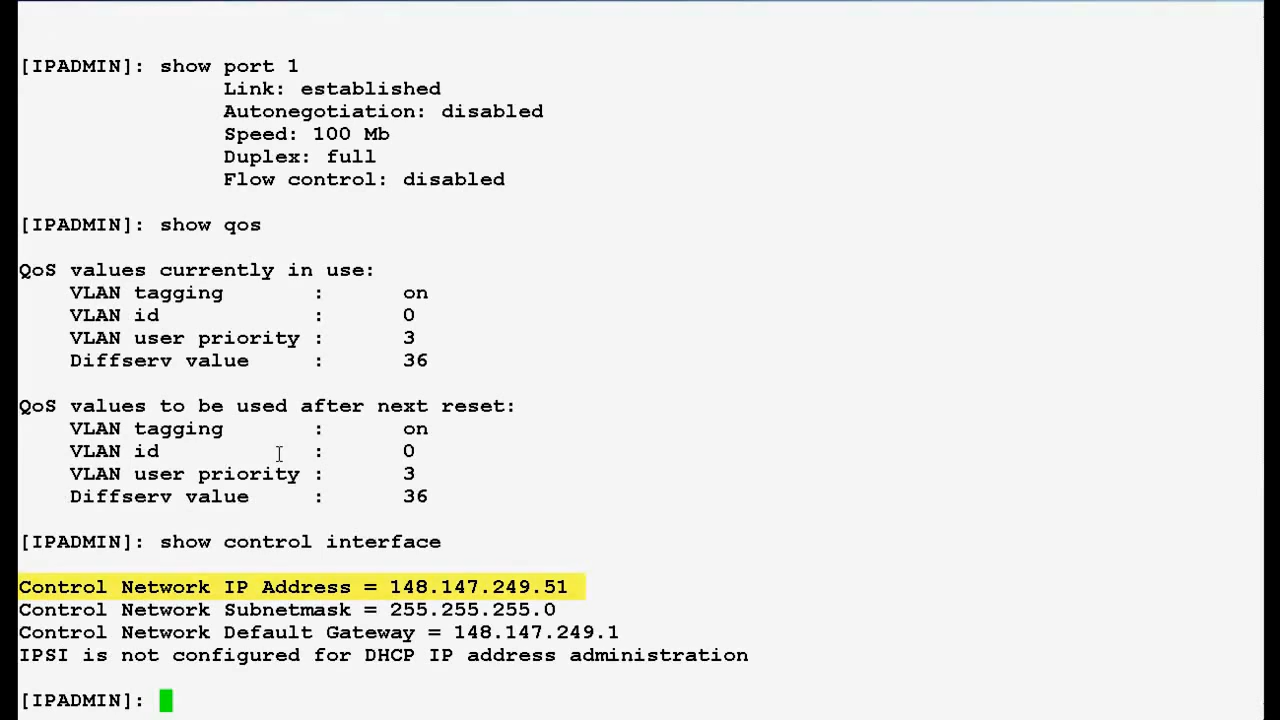 [IPADMIN]: show port 1
Link: established
Autonegotiation: disabled
Speed: 100 Mb
Duplex: full
Flow control: disabled
[IPADMIN]: show qos
QoS values currently in use:
VLAN tagging : on
VLAN id : 0
VLAN user priority : 3
Diffserv value : 36
QoS values to be used after next reset:
VLAN tagging : on
VLAN id : 0
VLAN user priority : 3
Diffserv value : 36
[IPADMIN]: show control interface
Control Network IP Address = 148.147.249.51
Control Network Subnetmask = 255.255.255.0
Control Network Default Gateway = 148.147.249.1
IPSI is not configured for DHCP IP address administration
[IPADMIN]: